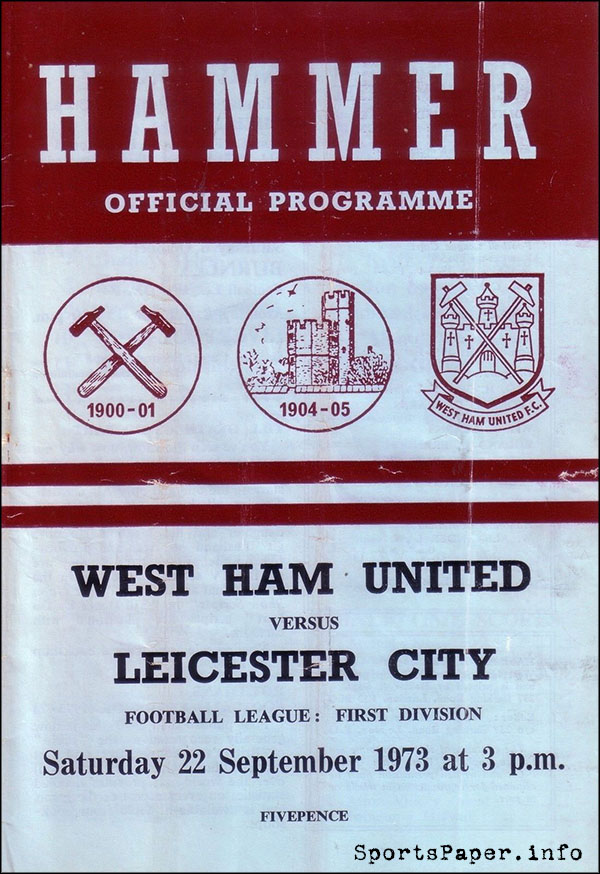 HAMMER
OFFICIAL PROGRAMME
1900-01
1904-05
WEST HAM UNITED F.C.
WEST HAM UNITED
VERSUS
LEICESTER CITY
FOOTBALL LEAGUE: FIRST DIVISION
Saturday 22 September 1973 at 3 p.m.
FIVEPENCE
SportsPaper.info